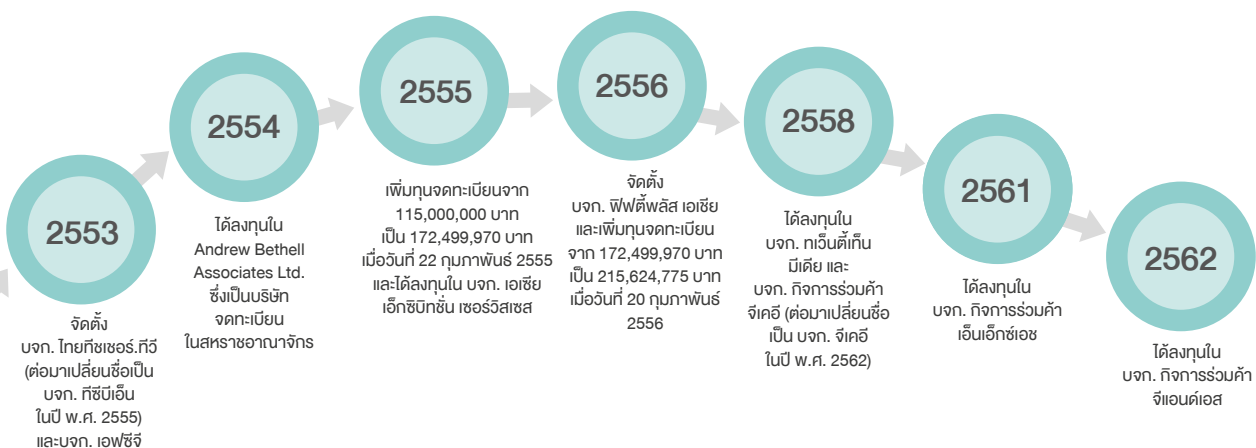 2553
จัดตั้ง
บจก. ไทยทีชเชอร์.ทีวี
(ต่อมาเปลี่ยนชื่อเป็น
บจก. ทีซีบีเอ็น
ในปี พ.ศ. 2555)
และบจก. เอฟซีจี
2554
ได้ลงทุนใน
Andrew Bethell
Associates Ltd.
ซึ่งเป็นบริษัท
จดทะเบียน
ในสหราชอาณาจักร
2555
เพิ่มทุนจดทะเบียนจาก
115,000,000 บาท
เป็น 172,499,970 บาท
เมื่อวันที่ 22 กุมภาพันธ์ 2555
และได้ลงทุนใน บจก. เอเซีย
เอ็กซิบิทชั่น เซอร์วิสเซส
2556
จัดตั้ง
บจก. ฟิฟตี้พลัส เอเชีย
และเพิ่มทุนจดทะเบียน
จาก 172,499,970 บาท
เป็น 215,624,775 บาท
เมื่อวันที่ 20 กุมภาพันธ์
2556
2558
ได้ลงทุนใน
บจก. ทเว็นตี้เท็น
มีเดีย และ
บจก. กิจการร่วมค้า
จีเคอี (ต่อมาเปลี่ยนชื่อ
เป็น บจก. จีเคอี
ในปี พ.ศ. 2562)
2561
ได้ลงทุนใน
บจก. กิจการร่วมค้า
เอ็นเอ็กซ์เอช
2562
ได้ลงทุนใน
บจก. กิจการร่วมค้า
จีแอนด์เอส